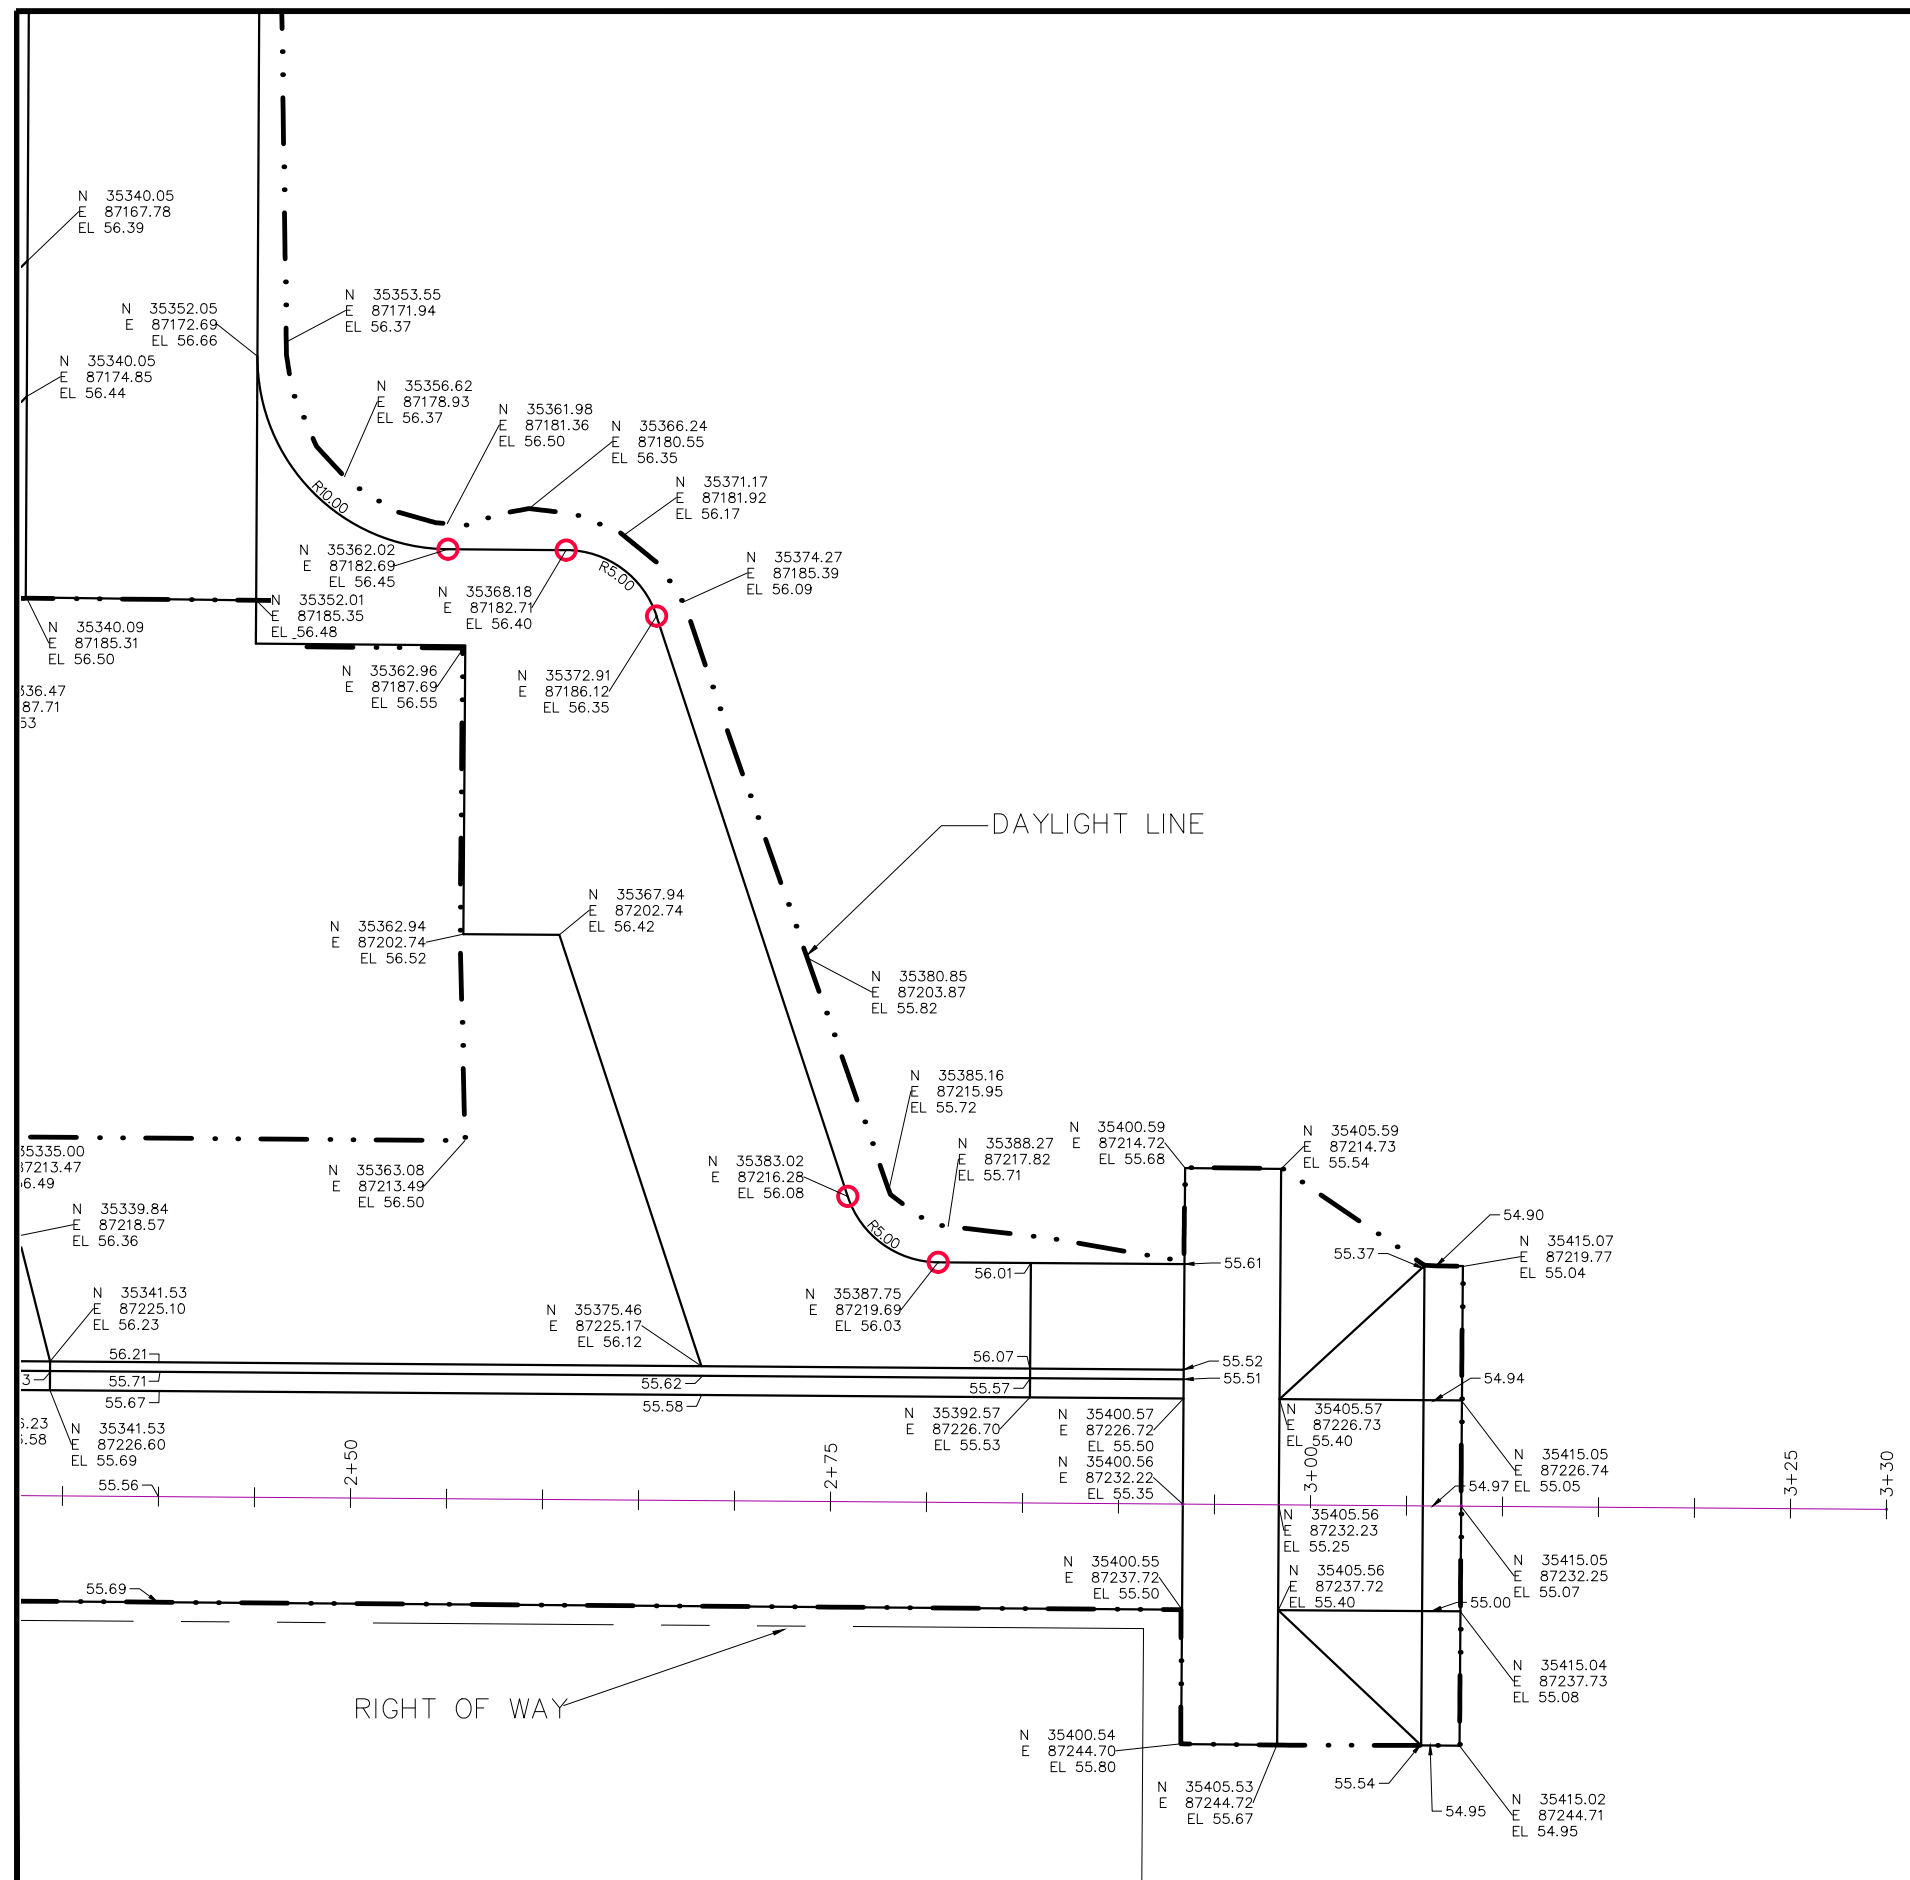 N 35340.05
E 87167.78
EL 56.39
N 35353.55
E 87171.94
EL 56.37
N 35352.05
E 87172.69
EL 56.66
N 35340.05
E 87174.85
EL 56.44
N 35356.62
E 87178.93
EL 56.37
N 35361.98
E 87181.36
EL 56.50
N 35366.24
E 87180.55
EL 56.35
N 35371.17
E 87181.92
EL 56.17
R10.00
N 35362.02
E 87182.69
EL 56.45
R5.00
N 35374.27
E 87185.39
EL 56.09
N 35368.18
E 87182.71
EL 56.40
N 35352.01
E 87185.35
EL 56.48
N 35340.09
E 87185.31
EL 56.50
N 35362.96
E 87187.69
EL 56.55
N 35372.91
E 87186.12
EL 56.35
336.47
87.71
53
DAYLIGHT LINE
N 35367.94
E 87202.74
EL 56.42
N 35362.94
E 87202.74
EL 56.52
N 35380.85
E 87203.87
EL 55.82
N 35385.16
E 87215.95
EL 55.72
N 35388.27
E 87217.82
EL 55.71
N 35400.59
E 87214.72
EL 55.68
N 35405.59
E 87214.73
EL 55.54
35335.00
87213.47
6.49
N 35363.08
E 87213.49
EL 56.50
N 35383.02
E 87216.28
EL 56.08
R5.00
N 35339.84
E 87218.57
EL 56.36
54.90
55.37
N 35415.07
E 87219.77
EL 55.04
56.01
55.61
N 35341.53
E 87225.10
EL 56.23
N 35375.46
E 87225.17
EL 56.12
N 35387.75
E 87219.69
EL 56.03
56.21
56.07
55.52
3
55.71
55.62
55.57
55.51
54.94
55.67
55.58
6.23
.58
N 35341.53
E 87226.60
EL 55.69
N 35392.57
E 87226.70
EL 55.53
N 35400.57
E 87226.72
EL 55.50
N 35405.57
E 87226.73
EL 55.40
N 35415.05
E 87226.74
EL 55.05
2+50
2+75
3+00
3+25
3+30
N 35400.56
E 87232.22
EL 55.35
55.56
54.97
N 35405.56
E 87232.23
EL 55.25
N 35415.05
E 87232.25
EL 55.07
N 35400.55
E 87237.72
EL 55.50
N 35405.56
E 87237.72
EL 55.40
55.69
55.00
N 35415.04
E 87237.73
EL 55.08
RIGHT OF WAY
N 35400.54
E 87244.70
EL 55.80
N 35405.53
E 87244.72
EL 55.67
55.54
54.95
N 35415.02
E 87244.71
EL 54.95